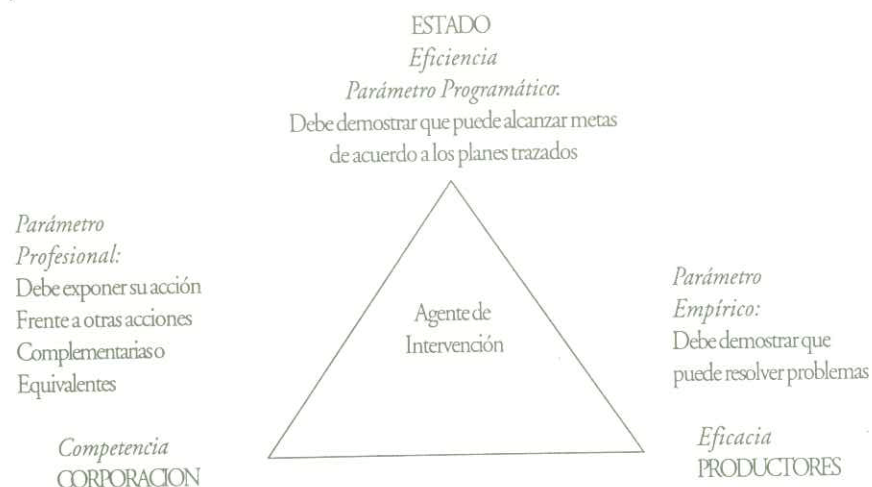 ESTADO
Eficiencia
Parámetro Programático:
Debe demostrar que puede alcanzar metas
de acuerdo a los planes trazados
Parámetro
Profesional:
Debe exponer su acción
Frente a otras acciones
Complementarias o
Equivalentes
Competencia
CORPORACION
Agente de
Intervención
Parámetro
Empírico:
Debe demostrar que
puede resolver problemas
Eficacia
PRODUCTORES